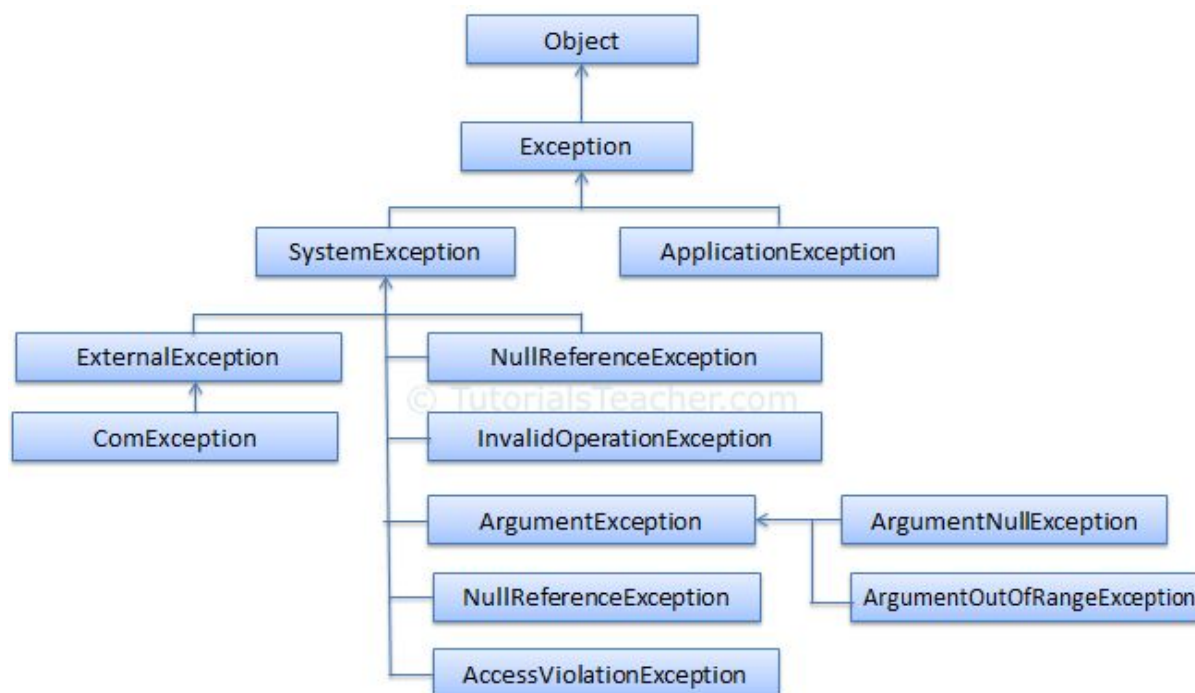 Object
Exception
SystemException
ApplicationException
ExternalException
NullReferenceException
© TutorialsTeacher.com
ComException
InvalidOperationException
ArgumentException
ArgumentNullException
NullReferenceException
ArgumentOutOfRangeException
AccessViolationException